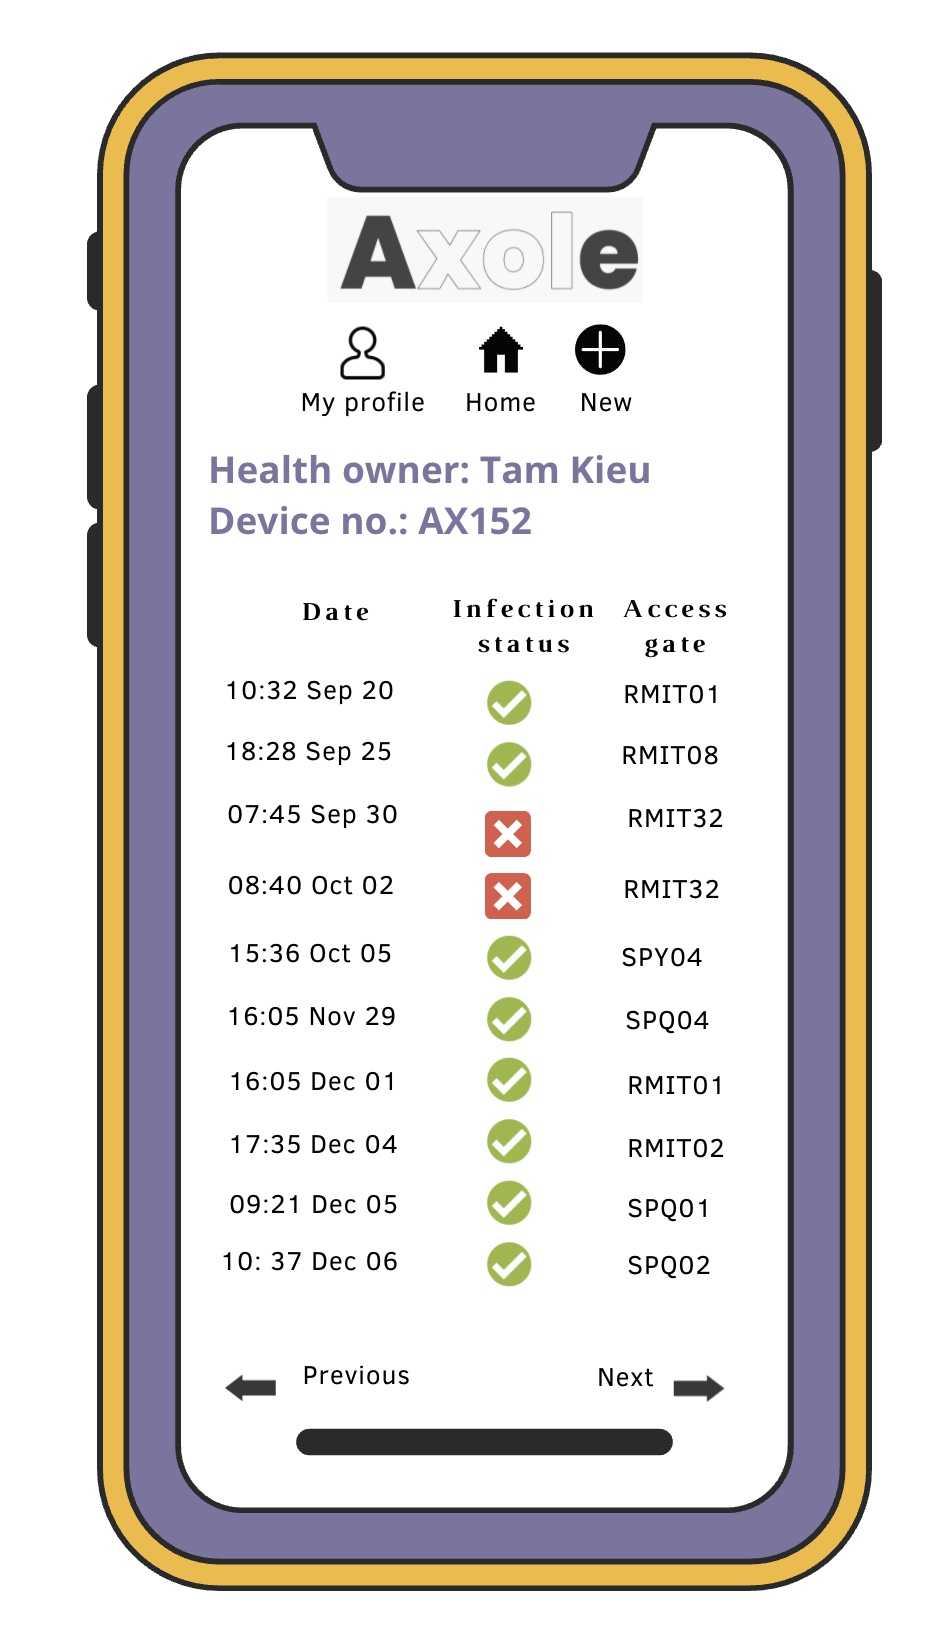 Axole
My profile Home New
Health owner: Tam Kieu
Device no.: AX152
Date Infection status Access gate
10:32 Sep 20 RMIT01
18:28 Sep 25 RMIT08
07:45 Sep 30 RMIT32
08:40 Oct 02 RMIT32
15:36 Oct 05 SPY04
16:05 Nov 29 SPQ04
16:05 Dec 01 RMIT01
17:35 Dec 04 RMIT02
09:21 Dec 05 SPQ01
10: 37 Dec 06 SPQ02
Previous Next